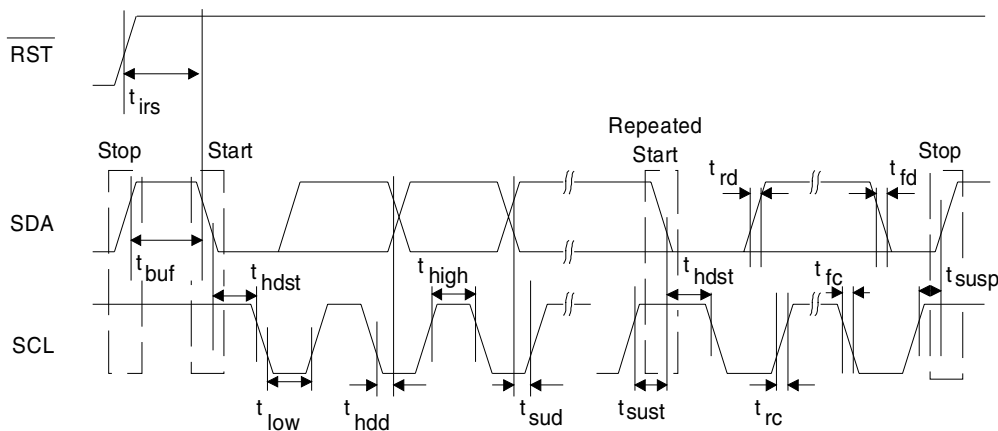 RST
t irs
Repeated
Stop Start Start Stop
t rd t fd
SDA
t buf t hdst t high t hdst t fc t susp
SCL
t low t hdd t sud t sust t rc